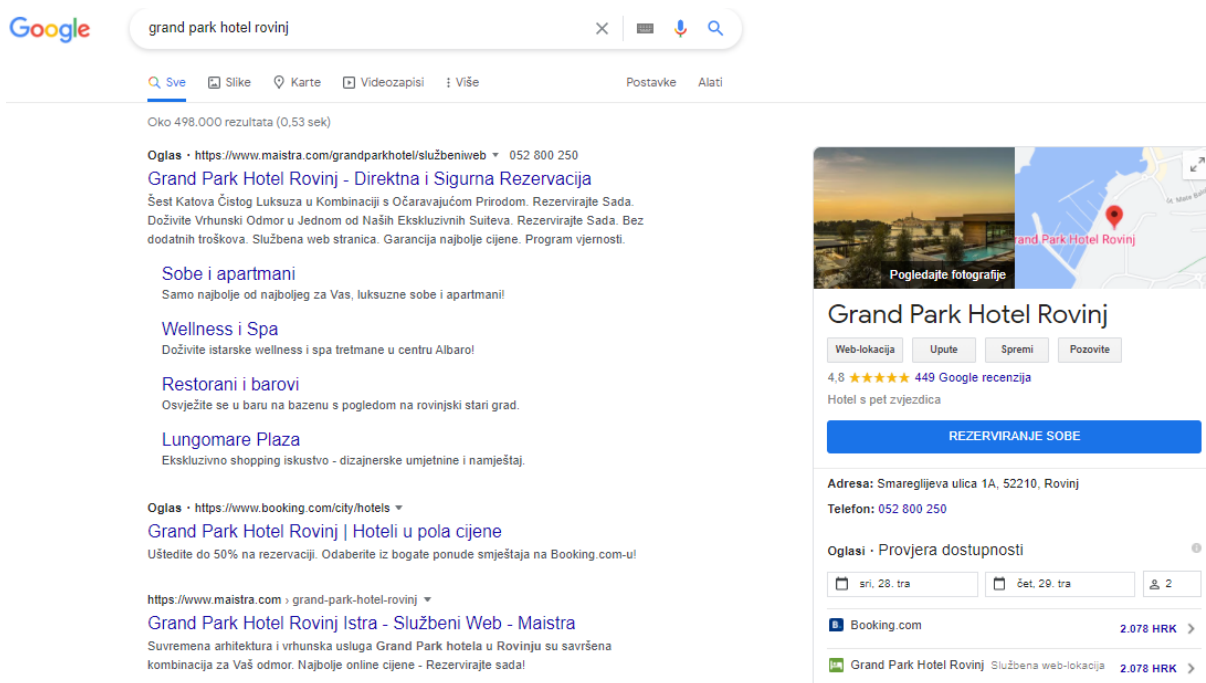 Google
grand park hotel rovinj
Sve Slike Karte Videozapisi Više Postavke Alati
Oko 498.000 rezultata (0,53 sek)
Oglas · https://www.maistra.com/grandparkhotel/službeniweb 052 800 250
Grand Park Hotel Rovinj - Direktna i Sigurna Rezervacija
Šest Katova Čistog Luksuza u Kombinaciji s Očaravajućom Prirodom. Rezervirajte Sada.
Doživite Vrhunski Odmor u Jednom od Naših Ekskluzivnih Suiteva. Rezervirajte Sada. Bez
dodatnih troškova. Službena web stranica. Garancija najbolje cijene. Program vjernosti.
Sobe i apartmani
Samo najbolje od najboljeg za Vas, luksuzne sobe i apartmani!
Wellness i Spa
Doživite istarske wellness i spa tretmane u centru Albaro!
Restorani i barovi
Osvježite se u baru na bazenu s pogledom na rovinjski stari grad.
Lungomare Plaza
Ekskluzivno shopping iskustvo - dizajnerske umjetnine i namještaj.
Oglas · https://www.booking.com/city/hotels
Grand Park Hotel Rovinj | Hoteli u pola cijene
Uštedite do 50% na rezervaciji. Odaberite iz bogate ponude smještaja na Booking.com-u!
https://www.maistra.com › grand-park-hotel-rovinj
Grand Park Hotel Rovinj Istra - Službeni Web - Maistra
Suvremena arhitektura i vrhunska usluga Grand Park hotela u Rovinju su savršena
kombinacija za Vaš odmor. Najbolje online cijene - Rezervirajte sada!
Pogledajte fotografije
rand Park Hotel Rovinj
Grand Park Hotel Rovinj
Web-lokacija Upute Spremi Pozovite
4,8 449 Google recenzija
Hotel s pet zvjezdica
REZERVIRANJE SOBE
Adresa: Smareglijeva ulica 1A, 52210, Rovinj
Telefon: 052 800 250
Oglasi · Provjera dostupnosti
sri, 28. tra čet, 29. tra 2
B. Booking.com 2.078 HRK
Grand Park Hotel Rovinj Službena web-lokacija 2.078 HRK